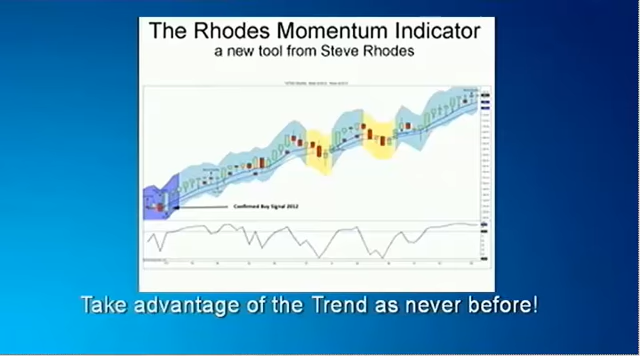 The Rhodes Momentum Indicator
a new tool from Steve Rhodes
Confirmed Buy Signal 2012
Take advantage of the Trend as never before!